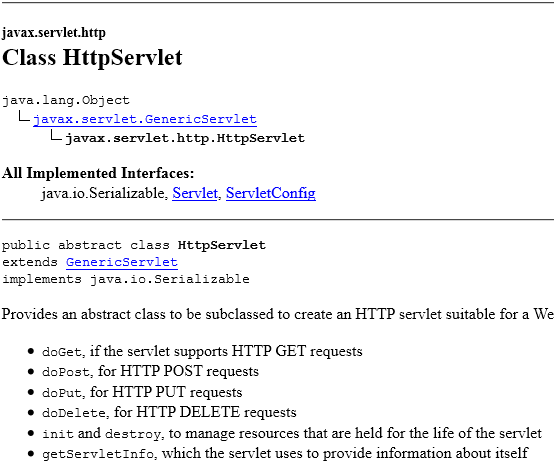 javax.servlet.http
Class HttpServlet
java.lang.Object
javax.servlet.GenericServlet
javax.servlet.http.HttpServlet
All Implemented Interfaces:
java.io.Serializable, Servlet, ServletConfig
public abstract class HttpServlet
extends GenericServlet
implements java.io.Serializable
Provides an abstract class to be subclassed to create an HTTP servlet suitable for a We
• doGet, if the servlet supports HTTP GET requests
• doPost, for HTTP POST requests
• doPut, for HTTP PUT requests
• doDelete, for HTTP DELETE requests
• init and destroy, to manage resources that are held for the life of the servlet
• getServletInfo, which the servlet uses to provide information about itself